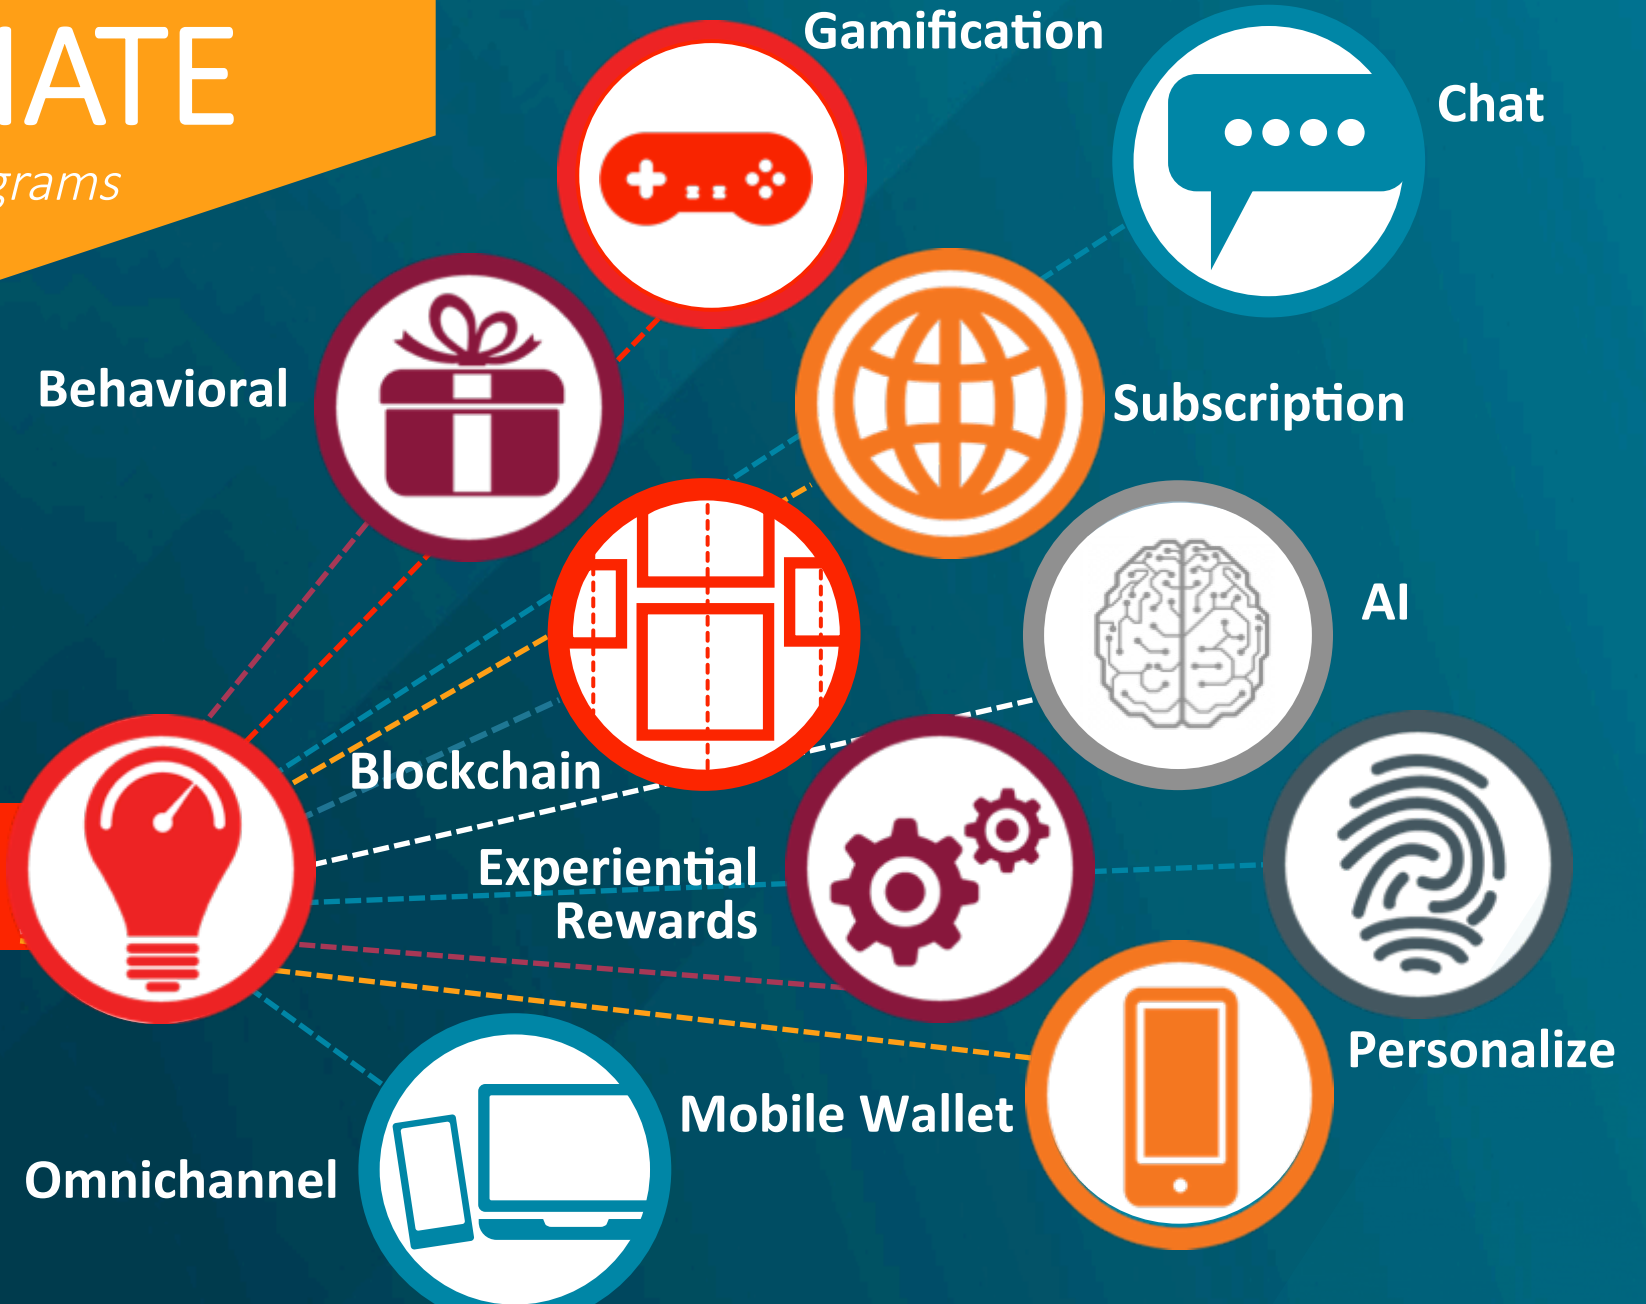 IATE
grams
Gamification
Chat
Behavioral
Subscription
AI
Blockchain
Experiential
Rewards
Personalize
Mobile Wallet
Omnichannel